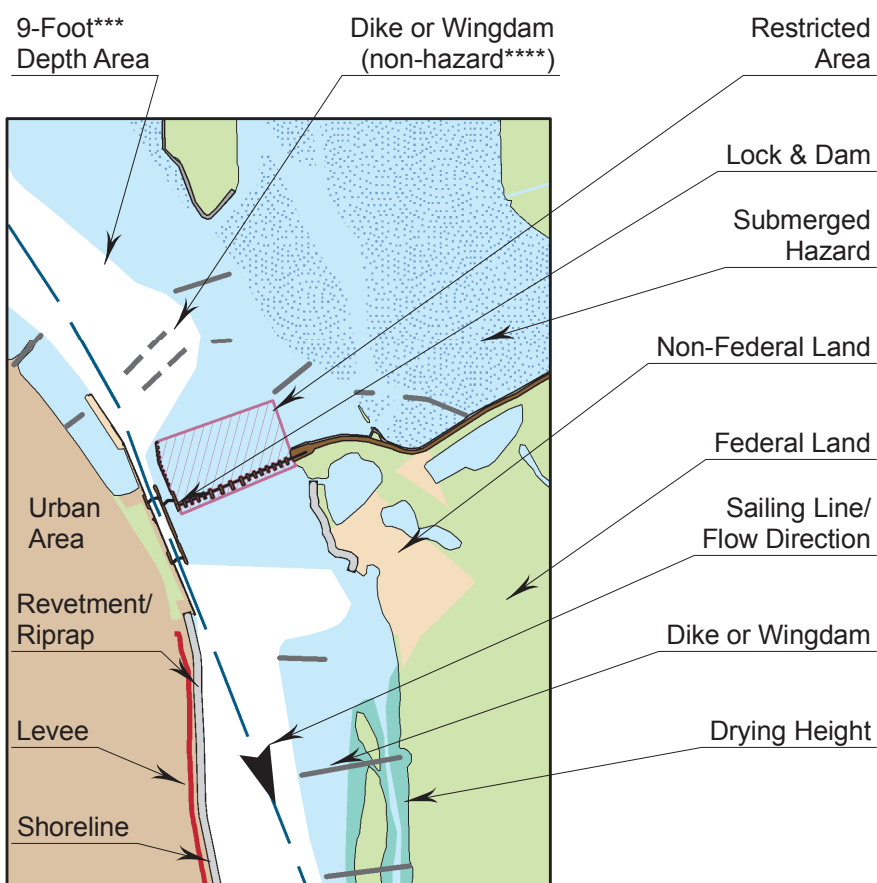 9-Foot***
Depth Area
Dike or Wingdam
(non-hazard****)
Restricted
Area
Lock & Dam
Submerged
Hazard
Non-Federal Land
Federal Land
Sailing Line/
Flow Direction
Urban
Area
Revetment/
Riprap
Dike or Wingdam
Levee
Drying Height
Shoreline